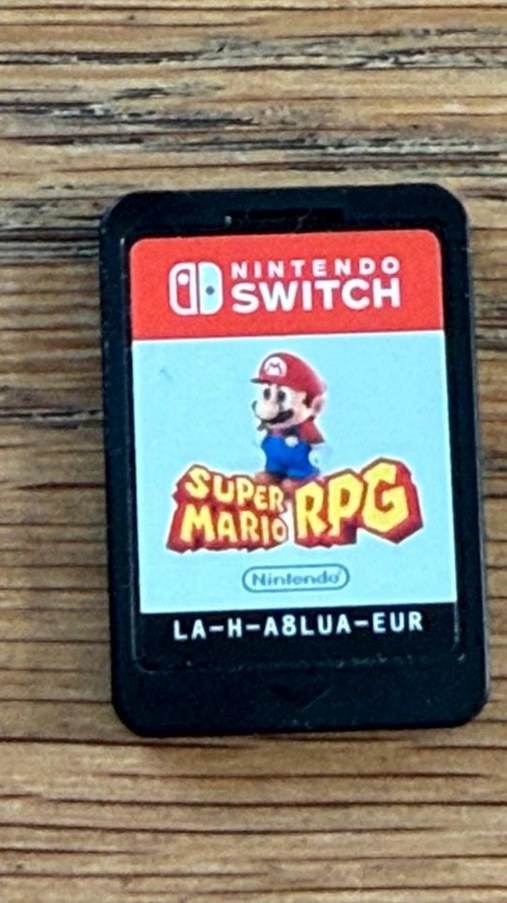 NINTENDO
SWITCH
M
SUPER
MARIO RPG
Nintendo
LA-H-A8LUA-EUR